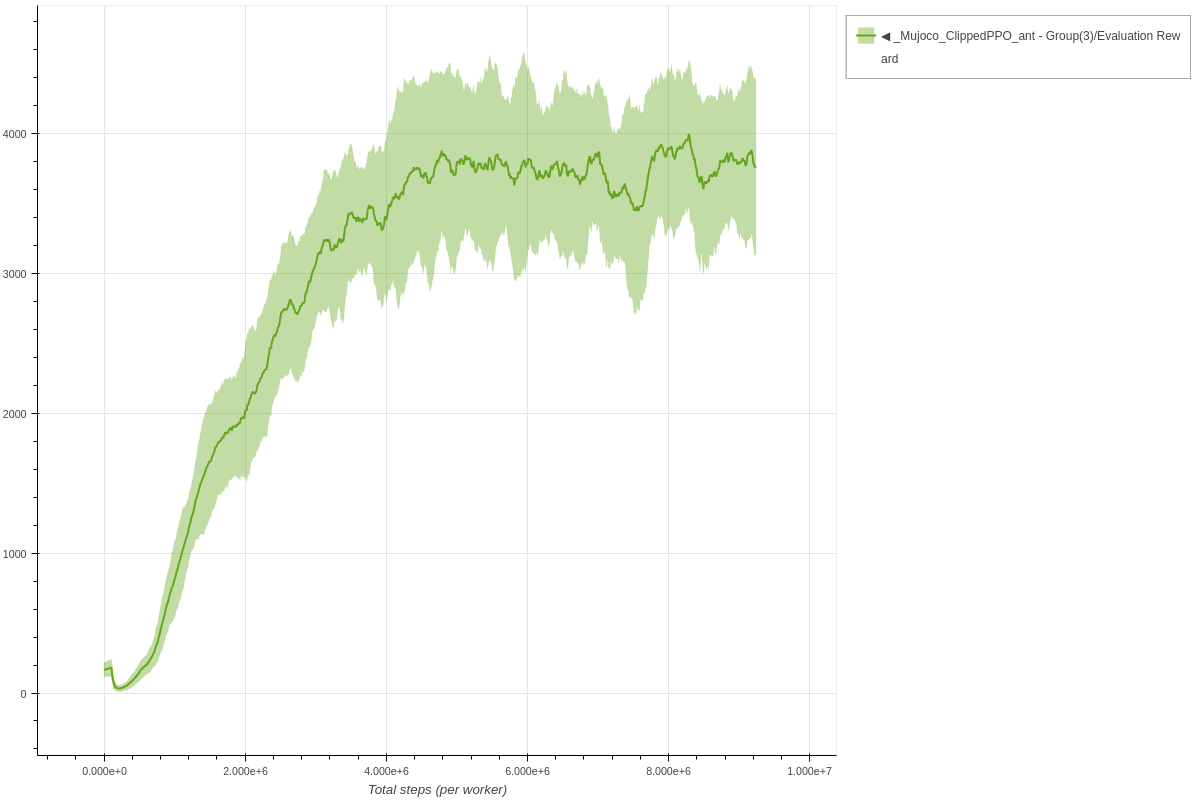 ◀ _Mujoco_ClippedPPO_ant - Group(3)/Evaluation Rew
ard
4000
3000
2000
1000
0
0.000e+0 2.000e+6 4.000e+6 6.000e+6 8.000e+6 1.000e+7
Total steps (per worker)